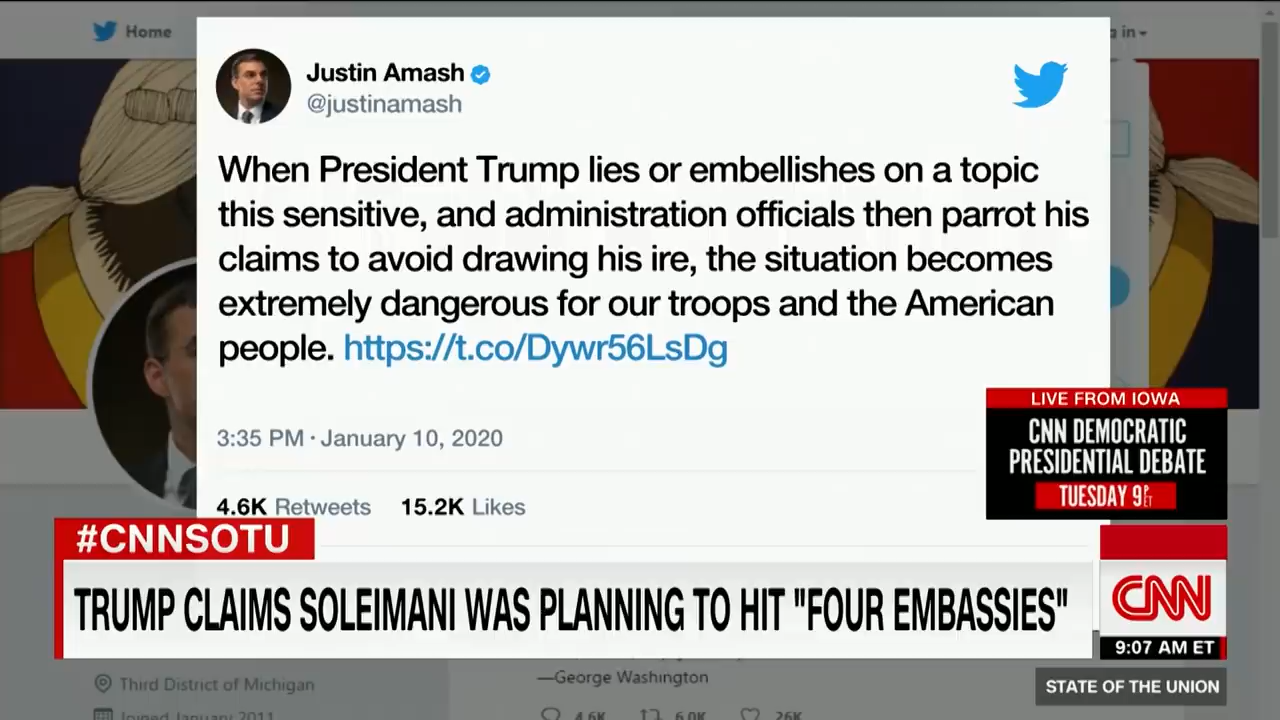 Home
Justin Amash
@justinamash
When President Trump lies or embellishes on a topic
this sensitive, and administration officials then parrot his
claims to avoid drawing his ire, the situation becomes
extremely dangerous for our troops and the American
people. https://t.co/Dywr56LsDg
3:35 PM · January 10, 2020
4.6K Retweets 15.2K Likes
LIVE FROM IOWA
CNN DEMOCRATIC
PRESIDENTIAL DEBATE
TUESDAY 9PET
#CNNSOTU
TRUMP CLAIMS SOLEIMANI WAS PLANNING TO HIT "FOUR EMBASSIES"
CNN
9:07 AM ET
STATE OF THE UNION
—George Washington
Third District of Michigan
Joined January 2011
4.6K 6.0K 26K